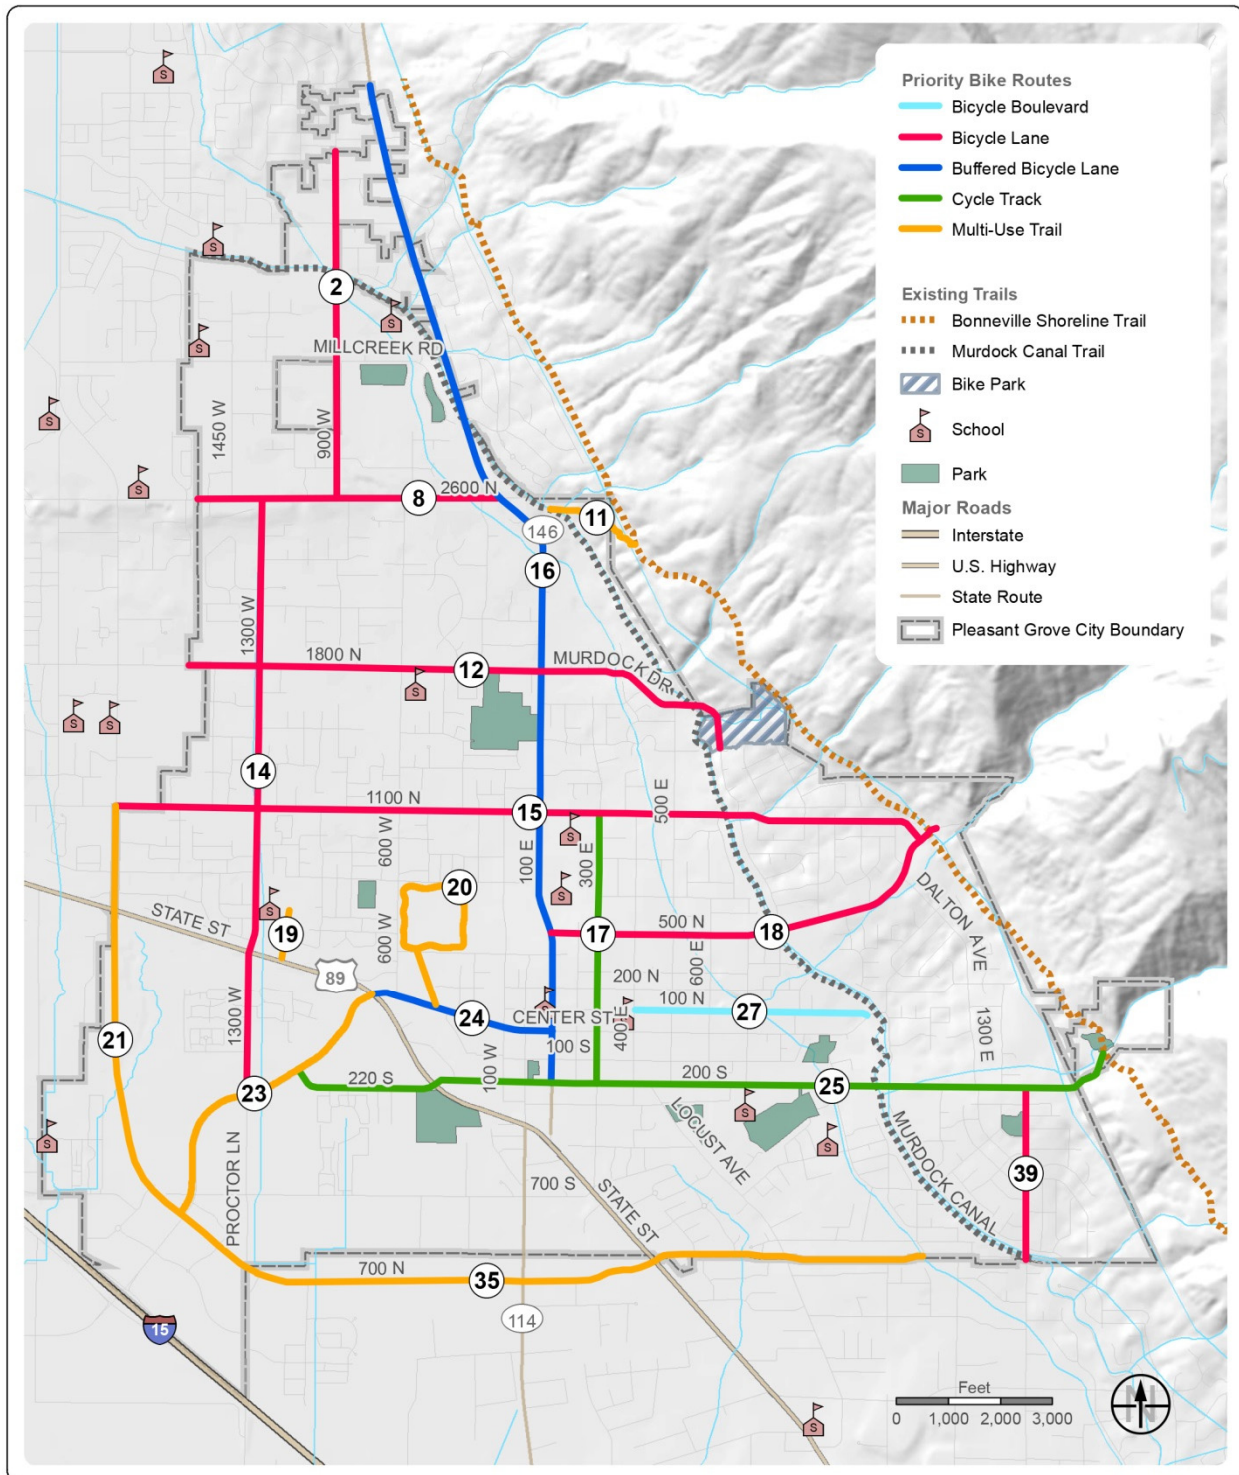 Priority Bike Routes
Bicycle Boulevard
Bicycle Lane
Buffered Bicycle Lane
Cycle Track
Multi-Use Trail
Existing Trails
Bonneville Shoreline Trail
Murdock Canal Trail
Bike Park
S
School
Park
Major Roads
Interstate
U.S. Highway
State Route
Pleasant Grove City Boundary
S
S
2
S
MILLCREEK RD
S
S
1450 W
900 W
S
8
2600 N
11
146
16
1300 W
1800 N
12
MURDOCK DR
S
S
S
14
1100 N
15
500 E
S
600 W
100 E
300 E
20
S
S
DALTON AVE
STATE ST
19
600 W
17
500 N
18
89
200 N
600 E
1300 W
S
24
CENTER ST
400 E
S
100 N
27
1300 E
21
100 S
100 W
23
220 S
200 S
25
S
LOCUST AVE
S
S
MURDOCK CANAL
39
PROCTOR LN
700 S
STATE ST
700 N
35
15
114
S
Feet
0 1,000 2,000 3,000
N